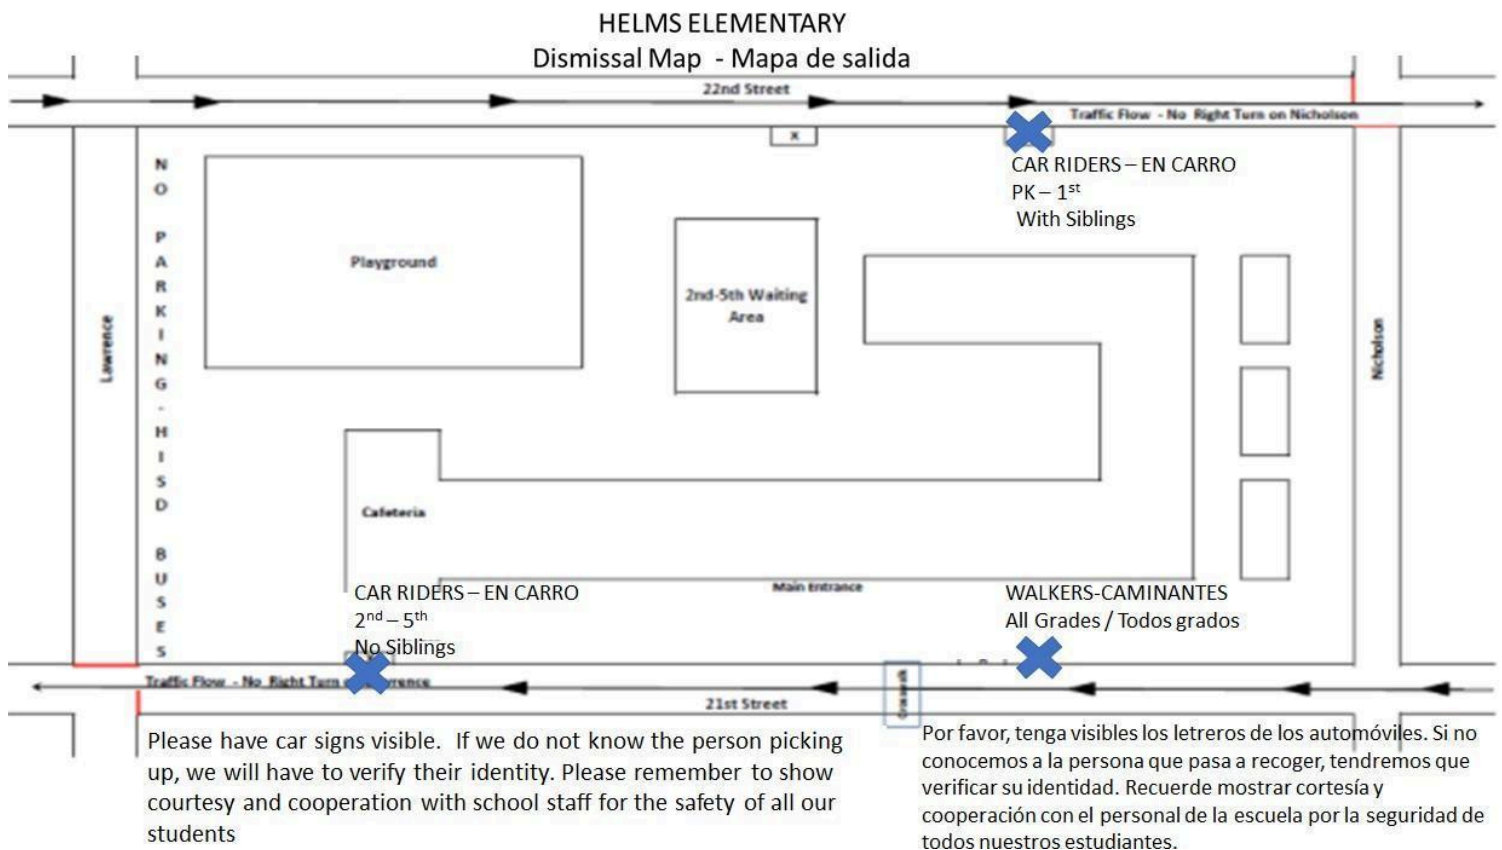 HELMS ELEMENTARY
Dismissal Map - Mapa de salida
22nd Street
Traffic Flow - No Right Turn on Nicholson
X
CAR RIDERS – EN CARRO
PK – 1st
With Siblings
NO PARKING-HISD BUSES
Lawrence
Playground
2nd-5th Waiting
Area
Nicholson
Cafeteria
Main Entrance
CAR RIDERS – EN CARRO
2nd – 5th
No Siblings
WALKERS-CAMINANTES
All Grades / Todos grados
Traffic Flow - No Right Turn
21st Street
Crosswalk
Please have car signs visible. If we do not know the person picking
up, we will have to verify their identity. Please remember to show
courtesy and cooperation with school staff for the safety of all our
students
Por favor, tenga visibles los letreros de los automóviles. Si no
conocemos a la persona que pasa a recoger, tendremos que
verificar su identidad. Recuerde mostrar cortesía y
cooperación con el personal de la escuela por la seguridad de
todos nuestros estudiantes.